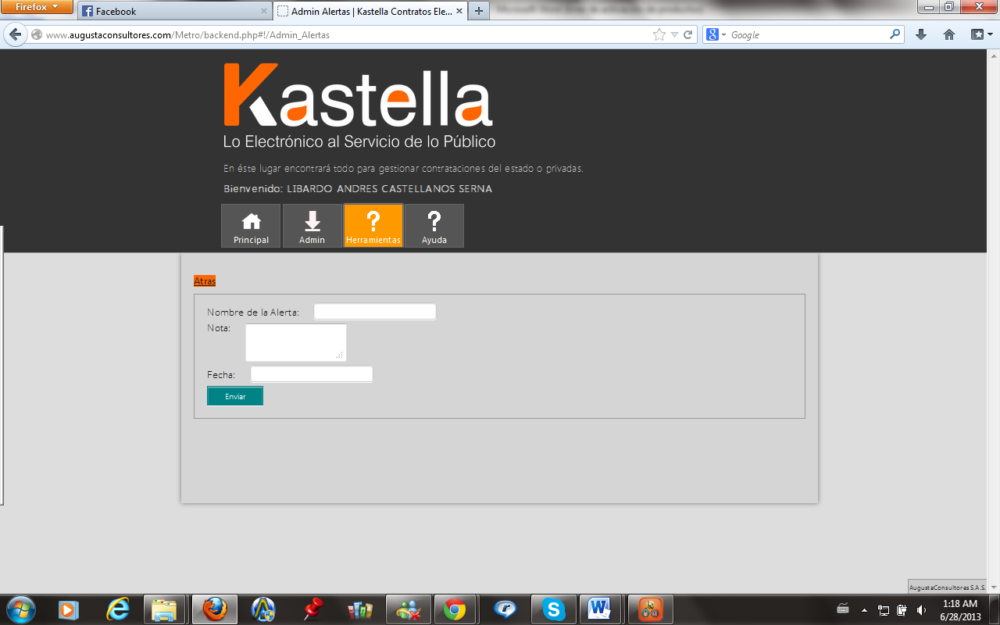 Firefox
Facebook
Admin Alertas | Kastella Contratos Ele...
www.augustaconsultores.com/Metro/backend.php#!/Admin_Alertas
Google
Kastella
Lo Electrónico al Servicio de lo Público
En éste lugar encontrará todo para gestionar contrataciones del estado o privadas.
Bienvenido: LIBARDO ANDRES CASTELLANOS SERNA
Principal
Admin
Herramientas
Ayuda
Atras
Nombre de la Alerta:
Nota:
Fecha:
Enviar
AugustaConsultores S.A.S.
1:18 AM
6/28/2013